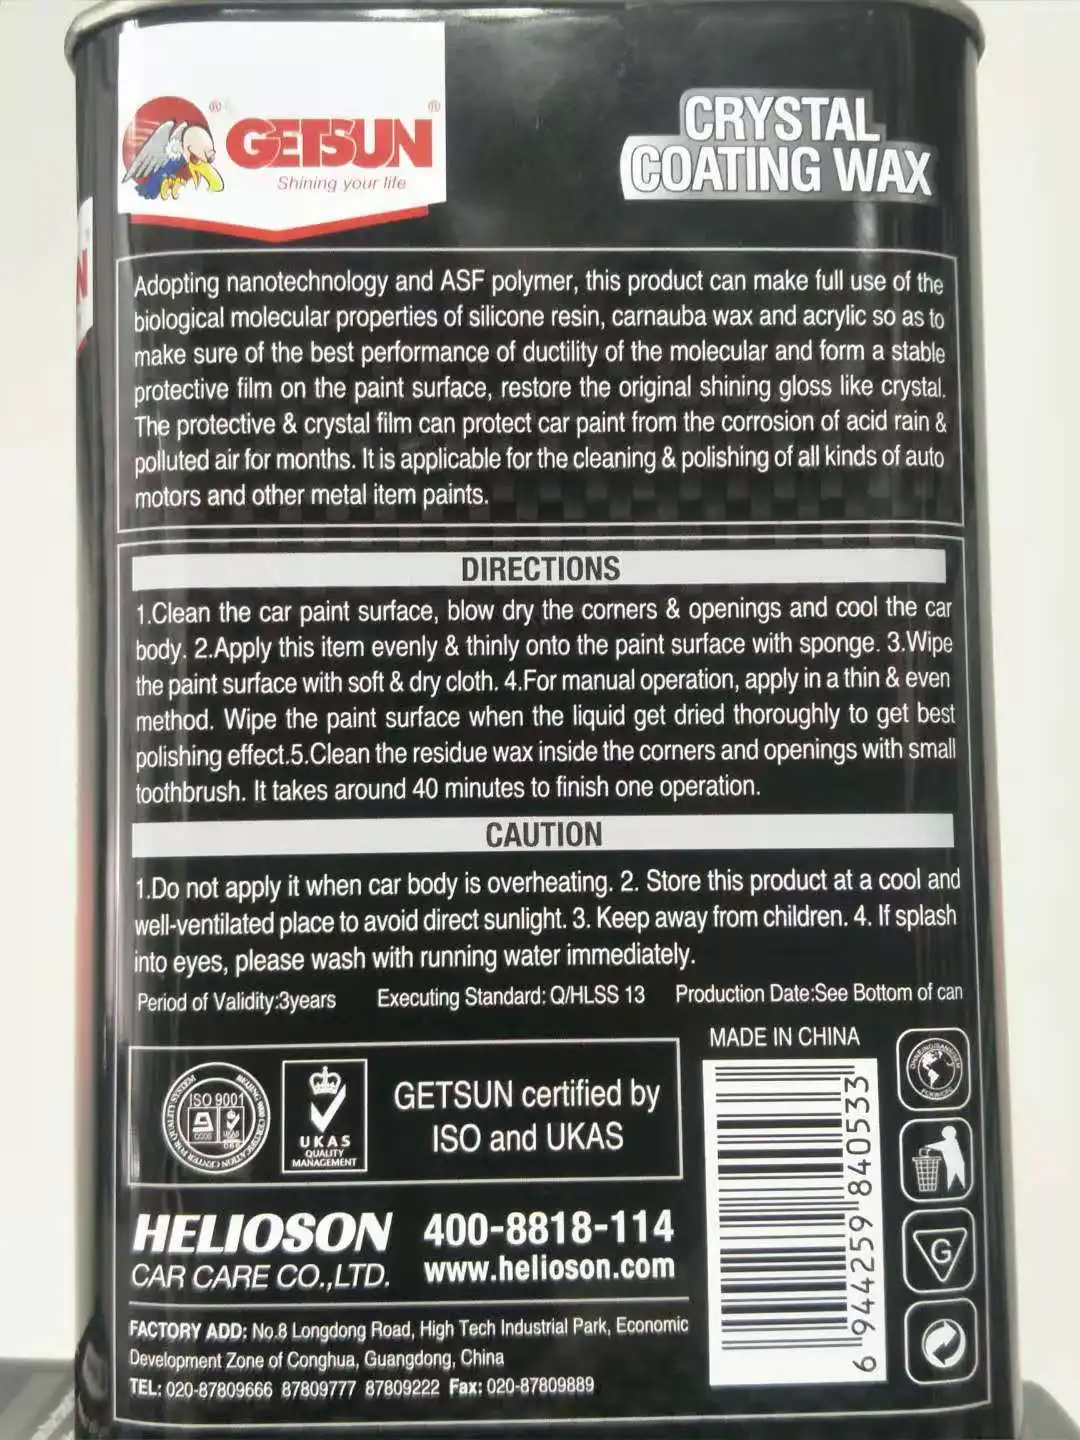 GETSUN
Shining your life
CRYSTAL
COATING WAX
Adopting nanotechnology and ASF polymer, this product can make full use of the
biological molecular properties of silicone resin, carnauba wax and acrylic so as to
make sure of the best performance of ductility of the molecular and form a stable
protective film on the paint surface, restore the original shining gloss like crystal.
The protective & crystal film can protect car paint from the corrosion of acid rain &
polluted air for months. It is applicable for the cleaning & polishing of all kinds of auto
motors and other metal item paints.
DIRECTIONS
1.Clean the car paint surface, blow dry the corners & openings and cool the car
body. 2.Apply this item evenly & thinly onto the paint surface with sponge. 3.Wipe
the paint surface with soft & dry cloth. 4.For manual operation, apply in a thin & even
method. Wipe the paint surface when the liquid get dried thoroughly to get best
polishing effect.5.Clean the residue wax inside the corners and openings with small
toothbrush. It takes around 40 minutes to finish one operation.
CAUTION
1.Do not apply it when car body is overheating. 2. Store this product at a cool and
well-ventilated place to avoid direct sunlight. 3. Keep away from children. 4. If splash
into eyes, please wash with running water immediately.
Period of Validity:3years Executing Standard: Q/HLSS 13 Production Date:See Bottom of can
MADE IN CHINA
ISO 9001
UKAS
QUALITY
MANAGEMENT
GETSUN certified by
ISO and UKAS
HELIOSON 400-8818-114
CAR CARE CO.,LTD. www.helioson.com
FACTORY ADD: No.8 Longdong Road, High Tech Industrial Park, Economic
Development Zone of Conghua, Guangdong, China
TEL: 020-87809666 87809777 87809222 Fax: 020-87809889
6 944259 840533
G